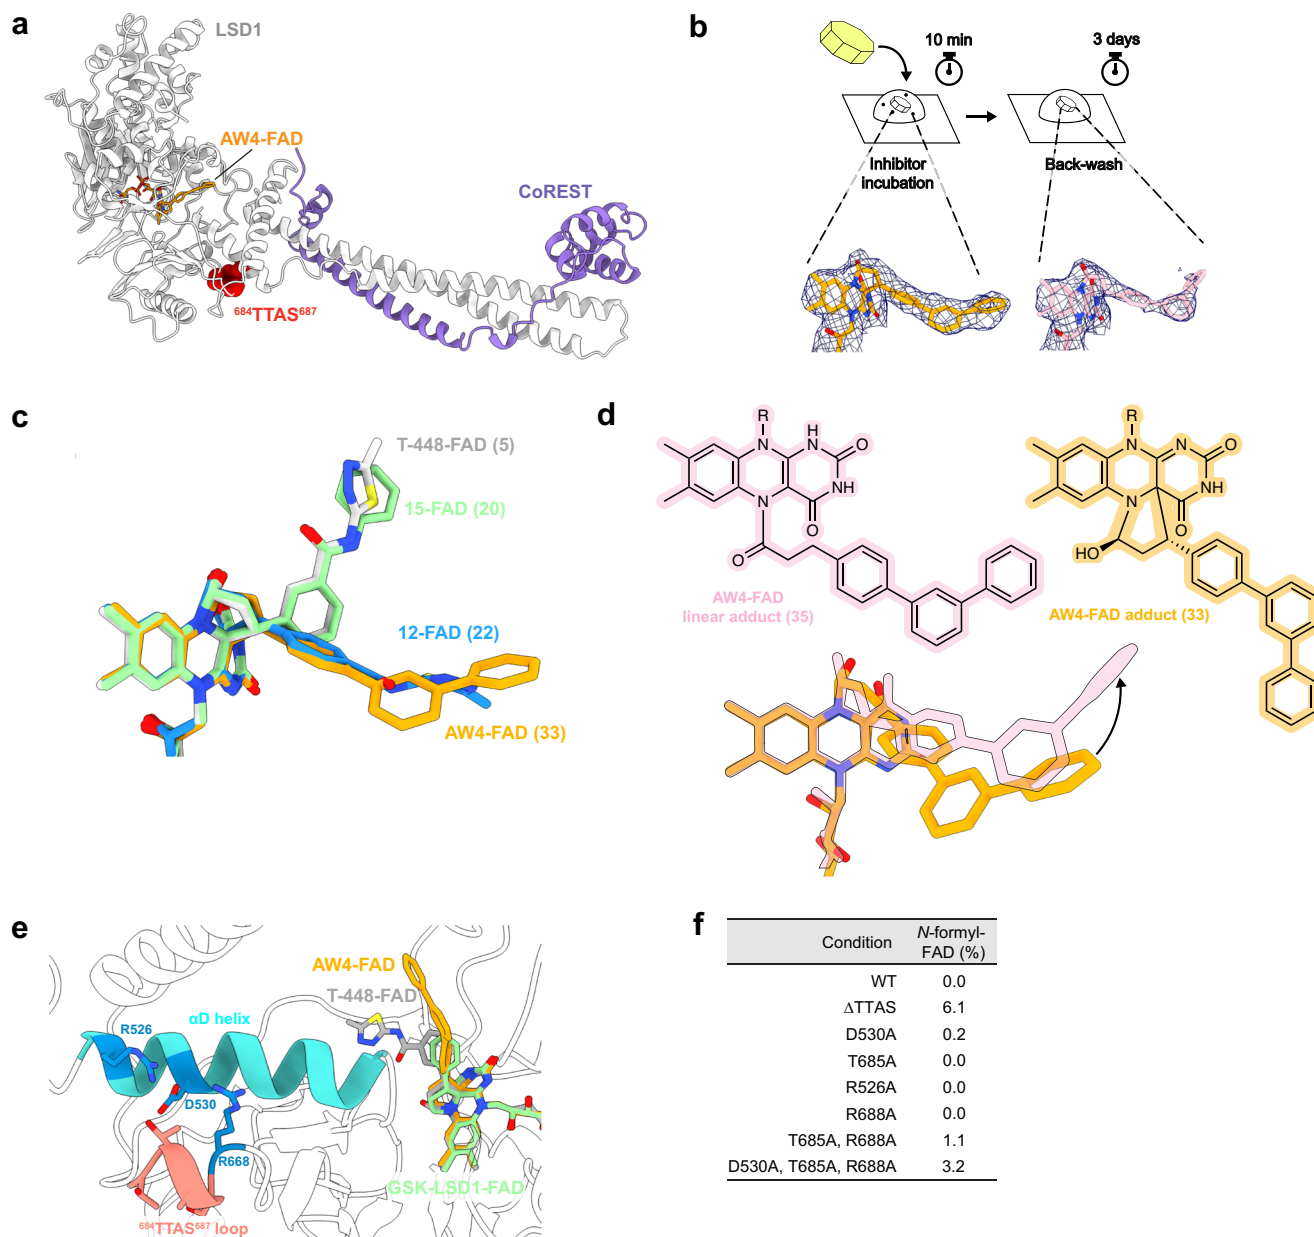 a
LSD1
AW4-FAD
CoREST
⁶⁸⁴TTAS⁶⁸⁷
b
10 min
3 days
Inhibitor
incubation
Back-wash
c
T-448-FAD (5)
15-FAD (20)
12-FAD (22)
AW4-FAD (33)
d
R
N
H
N
O
NH
N
O
O
AW4-FAD
linear adduct (35)
R
N
N
O
NH
N
O
HO
AW4-FAD adduct (33)
e
AW4-FAD
T-448-FAD
αD helix
R526
D530
R668
GSK-LSD1-FAD
⁶⁸⁴TTAS⁶⁸⁷ loop
f
Condition N-formyl-
FAD (%)
WT 0.0
ΔTTAS 6.1
D530A 0.2
T685A 0.0
R526A 0.0
R688A 0.0
T685A, R688A 1.1
D530A, T685A, R688A 3.2